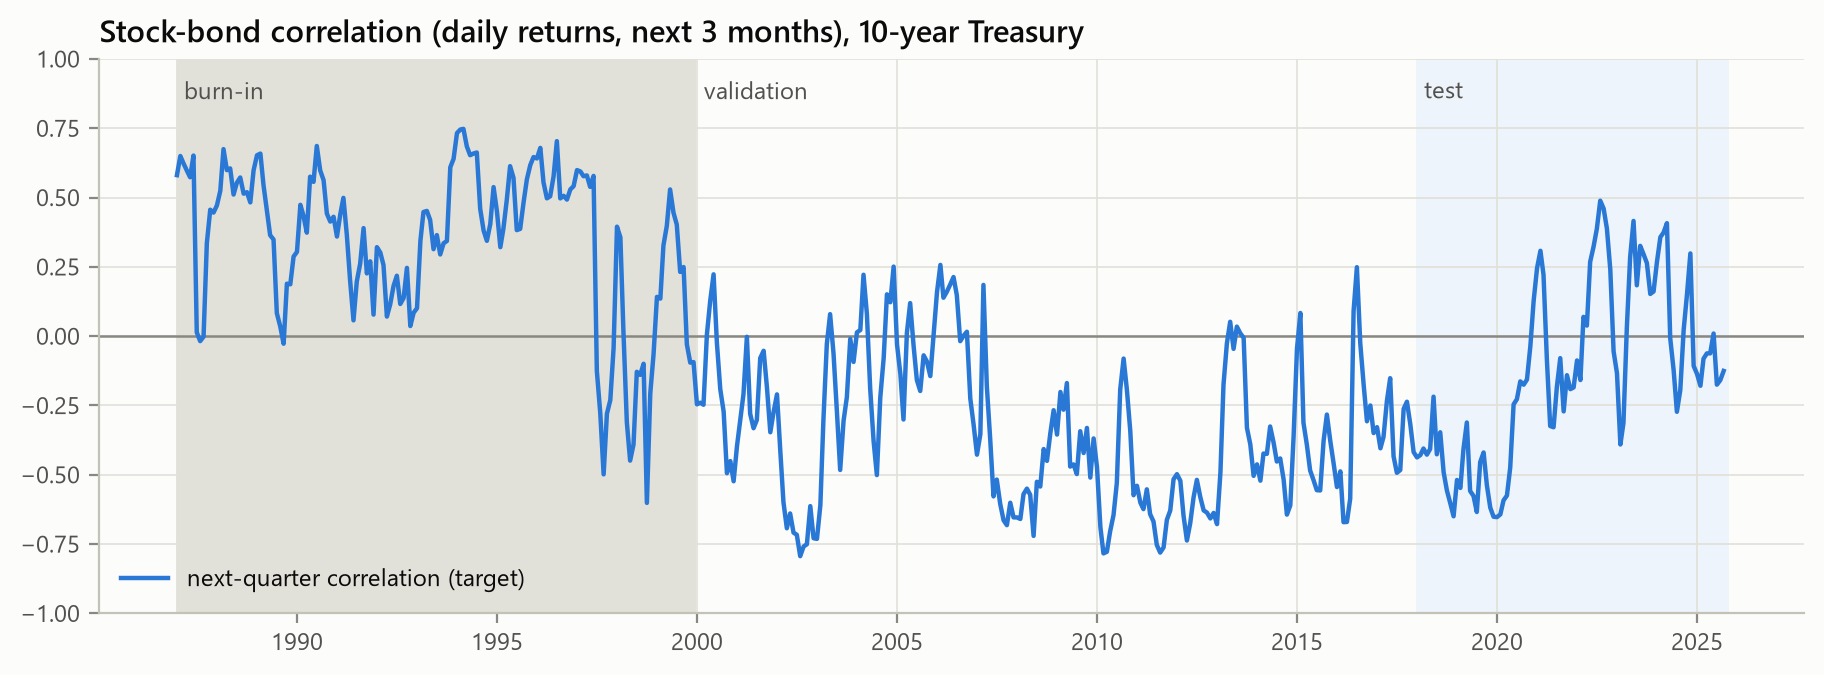 Stock-bond correlation (daily returns, next 3 months), 10-year Treasury
1.00
burn-in validation test
0.75
0.50
0.25
0.00
−0.25
−0.50
−0.75
next-quarter correlation (target)
−1.00
1990 1995 2000 2005 2010 2015 2020 2025